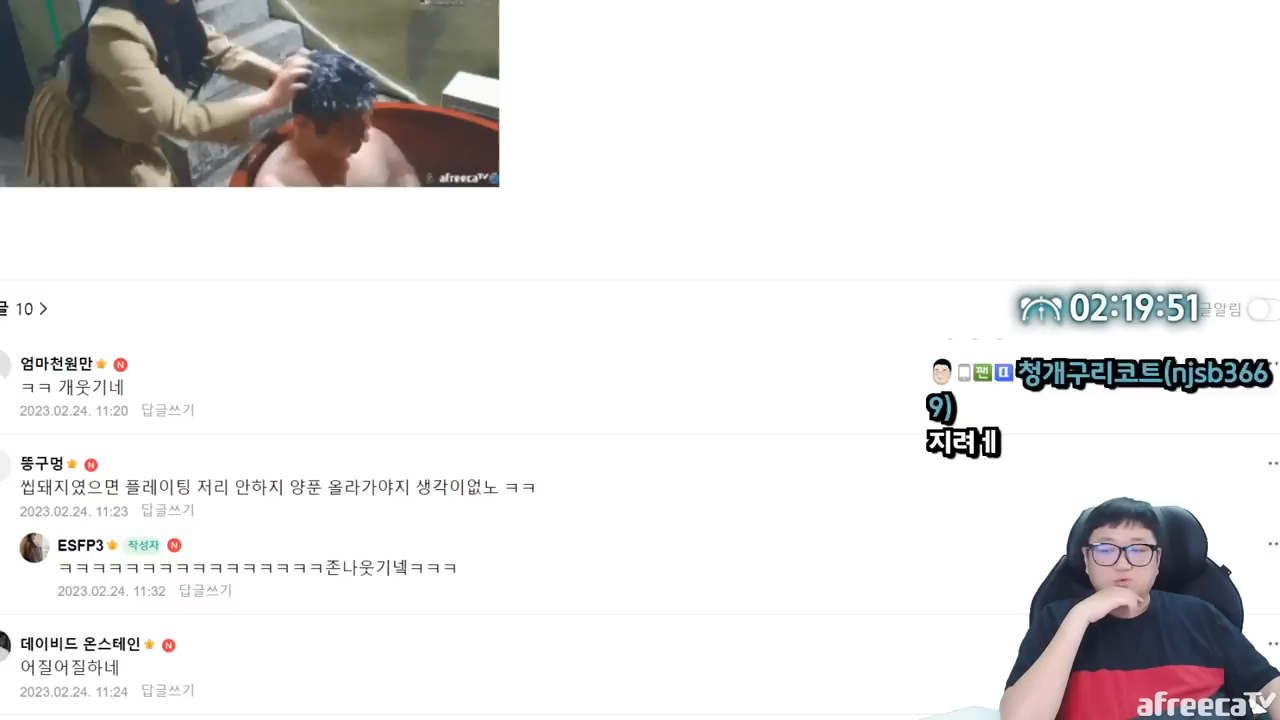 afreecaTV
글 10 >
02:19:51
글알림
엄마천원만 N
ㅋㅋ 개웃기네
2023.02.24. 11:20 답글쓰기
팬 청개구리코트(njsb366
9)
지려ㅔ
똥구멍 N
씹돼지였으면 플레이팅 저리 안하지 양푼 올라가야지 생각이없노 ㅋㅋ
2023.02.24. 11:23 답글쓰기
ESFP3 작성자 N
ㅋㅋㅋㅋㅋㅋㅋㅋㅋㅋㅋㅋㅋㅋㅋㅋ존나웃기넼ㅋㅋㅋ
2023.02.24. 11:32 답글쓰기
데이비드 온스테인 N
어질어질하네
2023.02.24. 11:24 답글쓰기
afreecaTV